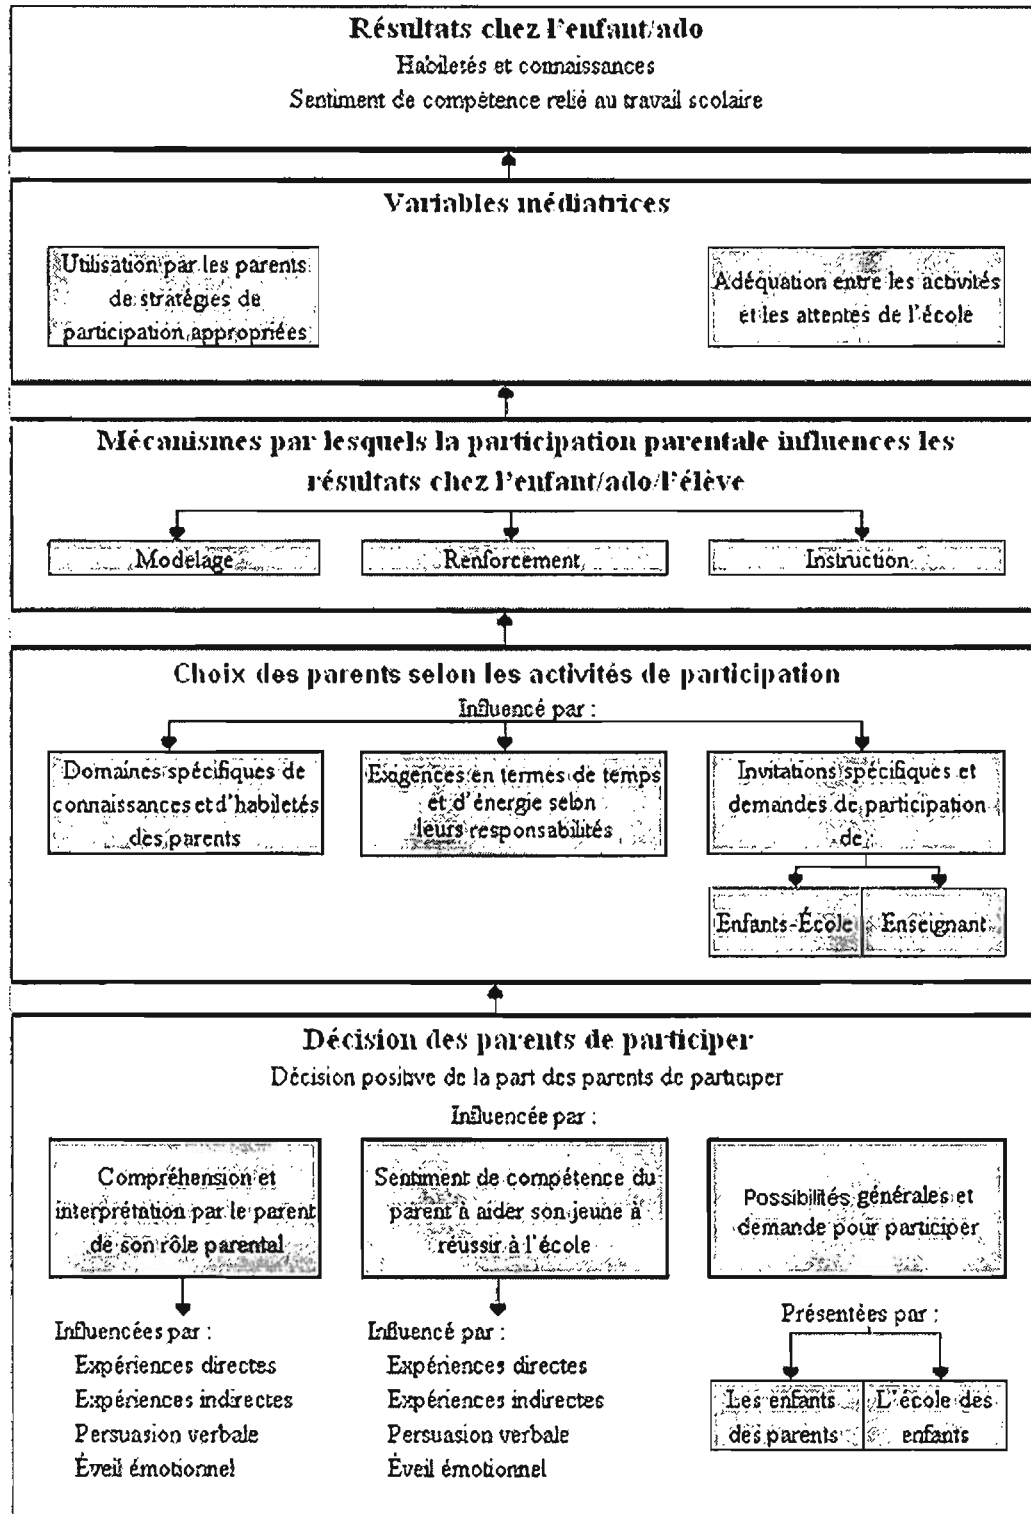 Résultats chez l'enfant/ado
Habiletés et connaissances
Sentiment de compétence relié au travail scolaire
Variables médiatrices
Utilisation par les parents
de stratégies de
participation appropriées
Adéquation entre les activités
et les attentes de l'école
Mécanismes par lesquels la participation parentale influences les
résultats chez l'enfant/ado/l'élève
Modelage
Renforcement
Instruction
Choix des parents selon les activités de participation
Influencé par :
Domaines spécifiques de
connaissances et d'habiletés
des parents
Exigences en termes de temps
et d'énergie selon
leurs responsabilités
Invitations spécifiques et
demandes de participation
de :
Enfants-École
Enseignant
Décision des parents de participer
Décision positive de la part des parents de participer
Influencée par :
Compréhension et
interprétation par le parent
de son rôle parental
Sentiment de compétence du
parent à aider son jeune à
réussir à l'école
Possibilités générales et
demande pour participer
Influencées par :
Expériences directes
Expériences indirectes
Persuasion verbale
Éveil émotionnel
Influencé par :
Expériences directes
Expériences indirectes
Persuasion verbale
Éveil émotionnel
Présentées par :
Les enfants
des parents
L'école des
enfants